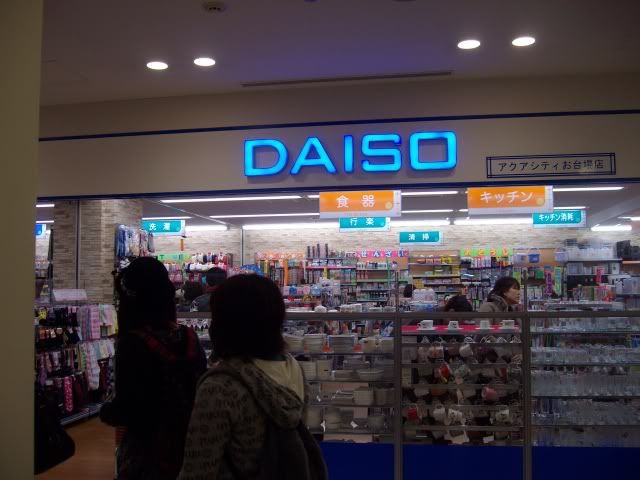 DAISO
アクアシティお台場店
食器
キッチン
洗濯
行楽
キッチン消耗
清掃